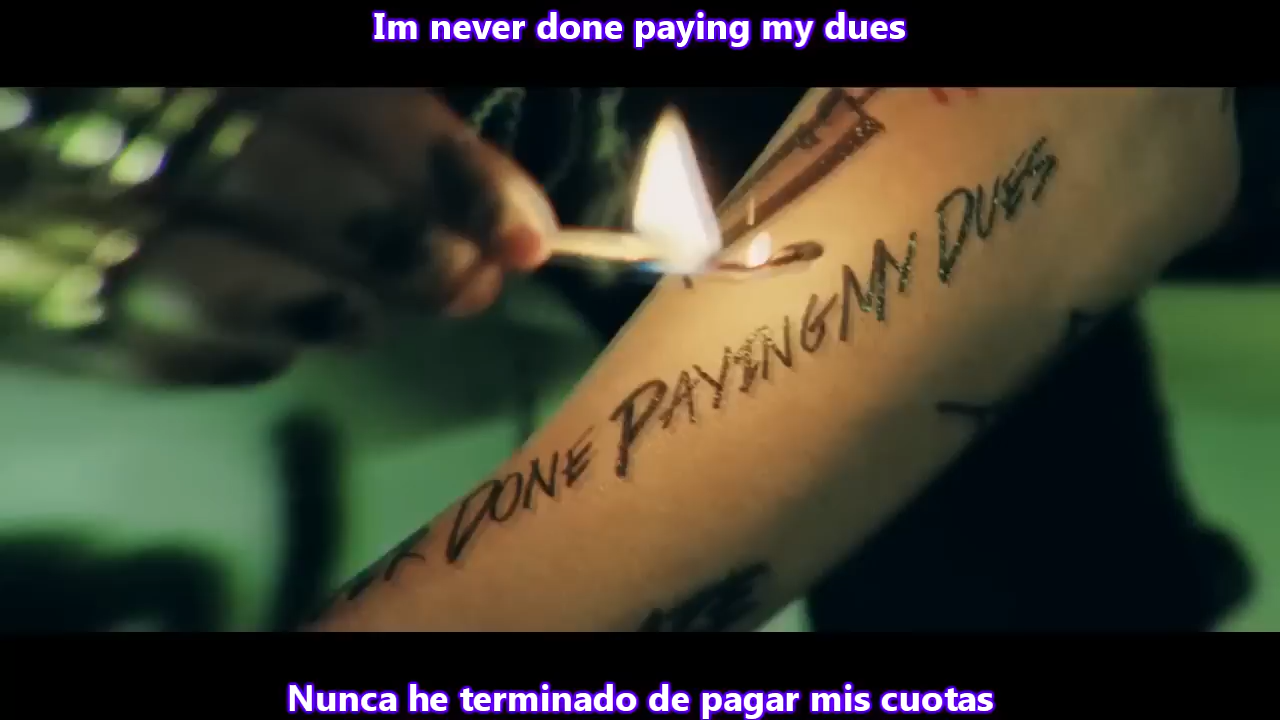 Im never done paying my dues
DONE PAYING MY DUES
Nunca he terminado de pagar mis cuotas